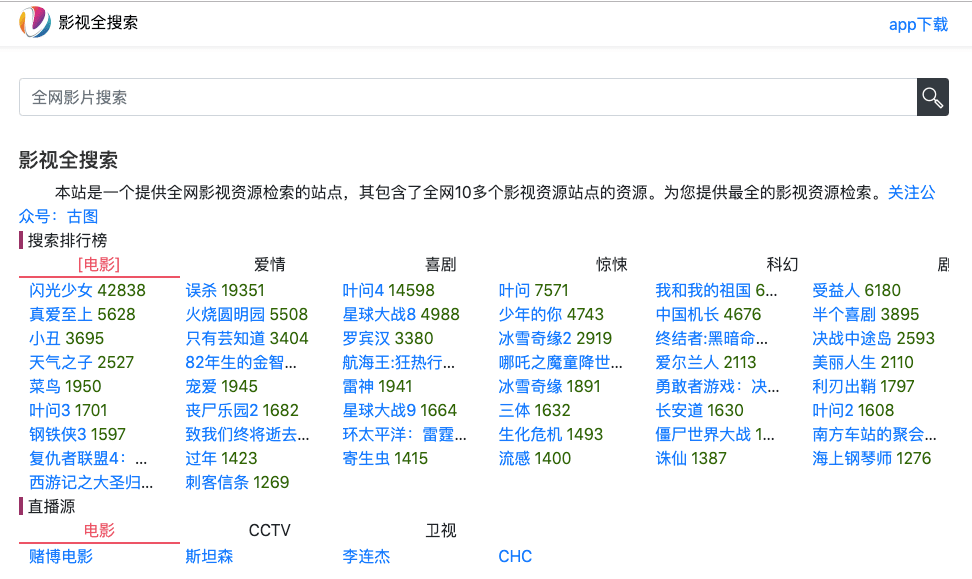 影视全搜索 app下载
全网影片搜索
影视全搜索
本站是一个提供全网影视资源检索的站点，其包含了全网10多个影视资源站点的资源。为您提供最全的影视资源检索。关注公
众号：古图
搜索排行榜
[电影] 爱情 喜剧 惊悚 科幻 剧
闪光少女 42838 误杀 19351 叶问4 14598 叶问 7571 我和我的祖国 6... 受益人 6180
真爱至上 5628 火烧圆明园 5508 星球大战8 4988 少年的你 4743 中国机长 4676 半个喜剧 3895
小丑 3695 只有芸知道 3404 罗宾汉 3380 冰雪奇缘2 2919 终结者:黑暗命... 决战中途岛 2593
天气之子 2527 82年生的金智... 航海王:狂热行... 哪吒之魔童降世... 爱尔兰人 2113 美丽人生 2110
菜鸟 1950 宠爱 1945 雷神 1941 冰雪奇缘 1891 勇敢者游戏：决... 利刃出鞘 1797
叶问3 1701 丧尸乐园2 1682 星球大战9 1664 三体 1632 长安道 1630 叶问2 1608
钢铁侠3 1597 致我们终将逝去... 环太平洋：雷霆... 生化危机 1493 僵尸世界大战 1... 南方车站的聚会...
复仇者联盟4：... 过年 1423 寄生虫 1415 流感 1400 诛仙 1387 海上钢琴师 1276
西游记之大圣归... 刺客信条 1269
直播源
电影 CCTV 卫视
赌博电影 斯坦森 李连杰 CHC